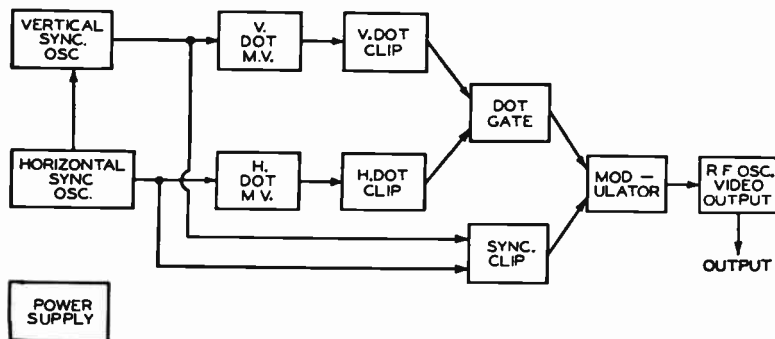 VERTICAL
SYNC.
OSC
V.
DOT
M.V.
V.DOT
CLIP
DOT
GATE
HORIZONTAL
SYNC
OSC.
H.
DOT
M.V.
H.DOT
CLIP
MOD –
ULATOR
R F OSC.
VIDEO
OUTPUT
SYNC.
CLIP
OUTPUT
POWER
SUPPLY